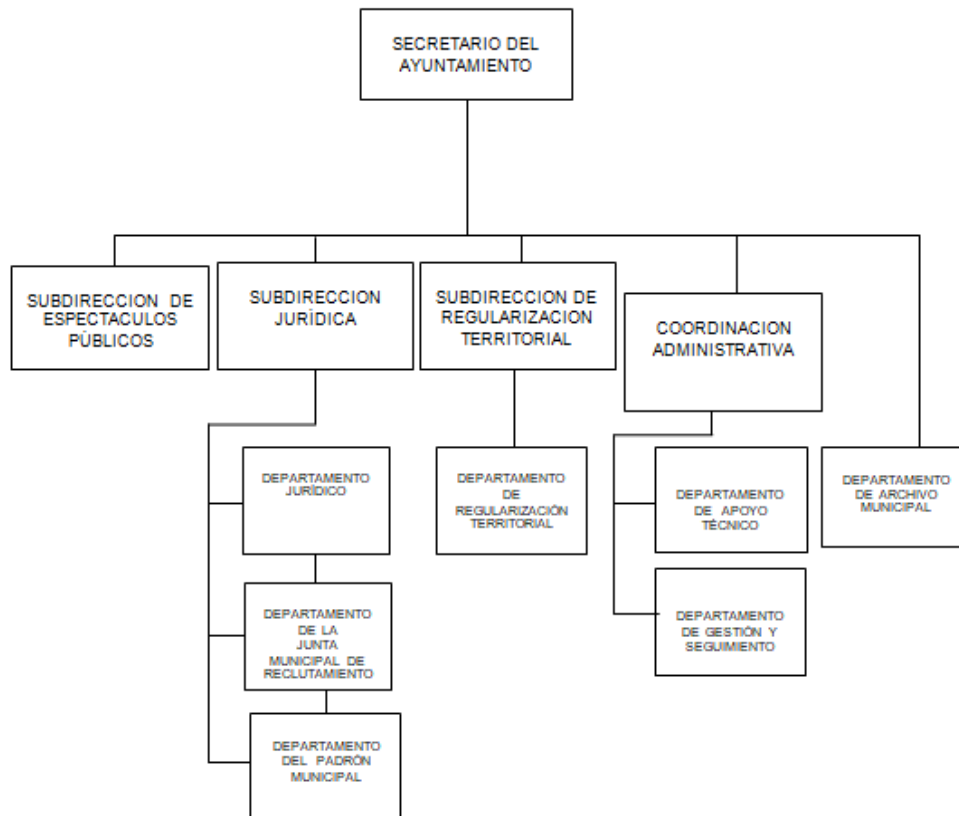 SECRETARIO DEL
AYUNTAMIENTO
SUBDIRECCION DE
ESPECTACULOS
PÙBLICOS
SUBDIRECCION
JURÌDICA
SUBDIRECCION DE
REGULARIZACION
TERRITORIAL
COORDINACION
ADMINISTRATIVA
DEPARTAMENTO
JURÍDICO
DEPARTAMENTO
DE LA
JUNTA
MUNICIPAL DE
RECLUTAMIENTO
DEPARTAMENTO
DEL PADRÓN
MUNICIPAL
DEPARTAMENTO
DE
REGULARIZACIÓN
TERRITORIAL
DEPARTAMENTO
DE APOYO
TÉCNICO
DEPARTAMENTO
DE GESTIÓN Y
SEGUIMIENTO
DEPARTAMENTO
DE ARCHIVO
MUNICIPAL